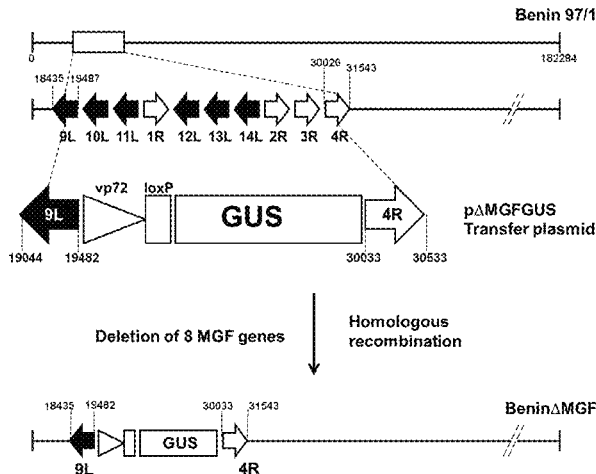 Benin 97/1
0
182284
18435
19487
30026
31543
9L 10L 11L 1R 12L 13L 14L 2R 3R 4R
vp72
loxP
9L
GUS
4R
pΔMGFGUS
Transfer plasmid
19044
19482
30033
30533
Deletion of 8 MGF genes
Homologous
recombination
BeninΔMGF
18435
19482
30033
31543
GUS
9L
4R